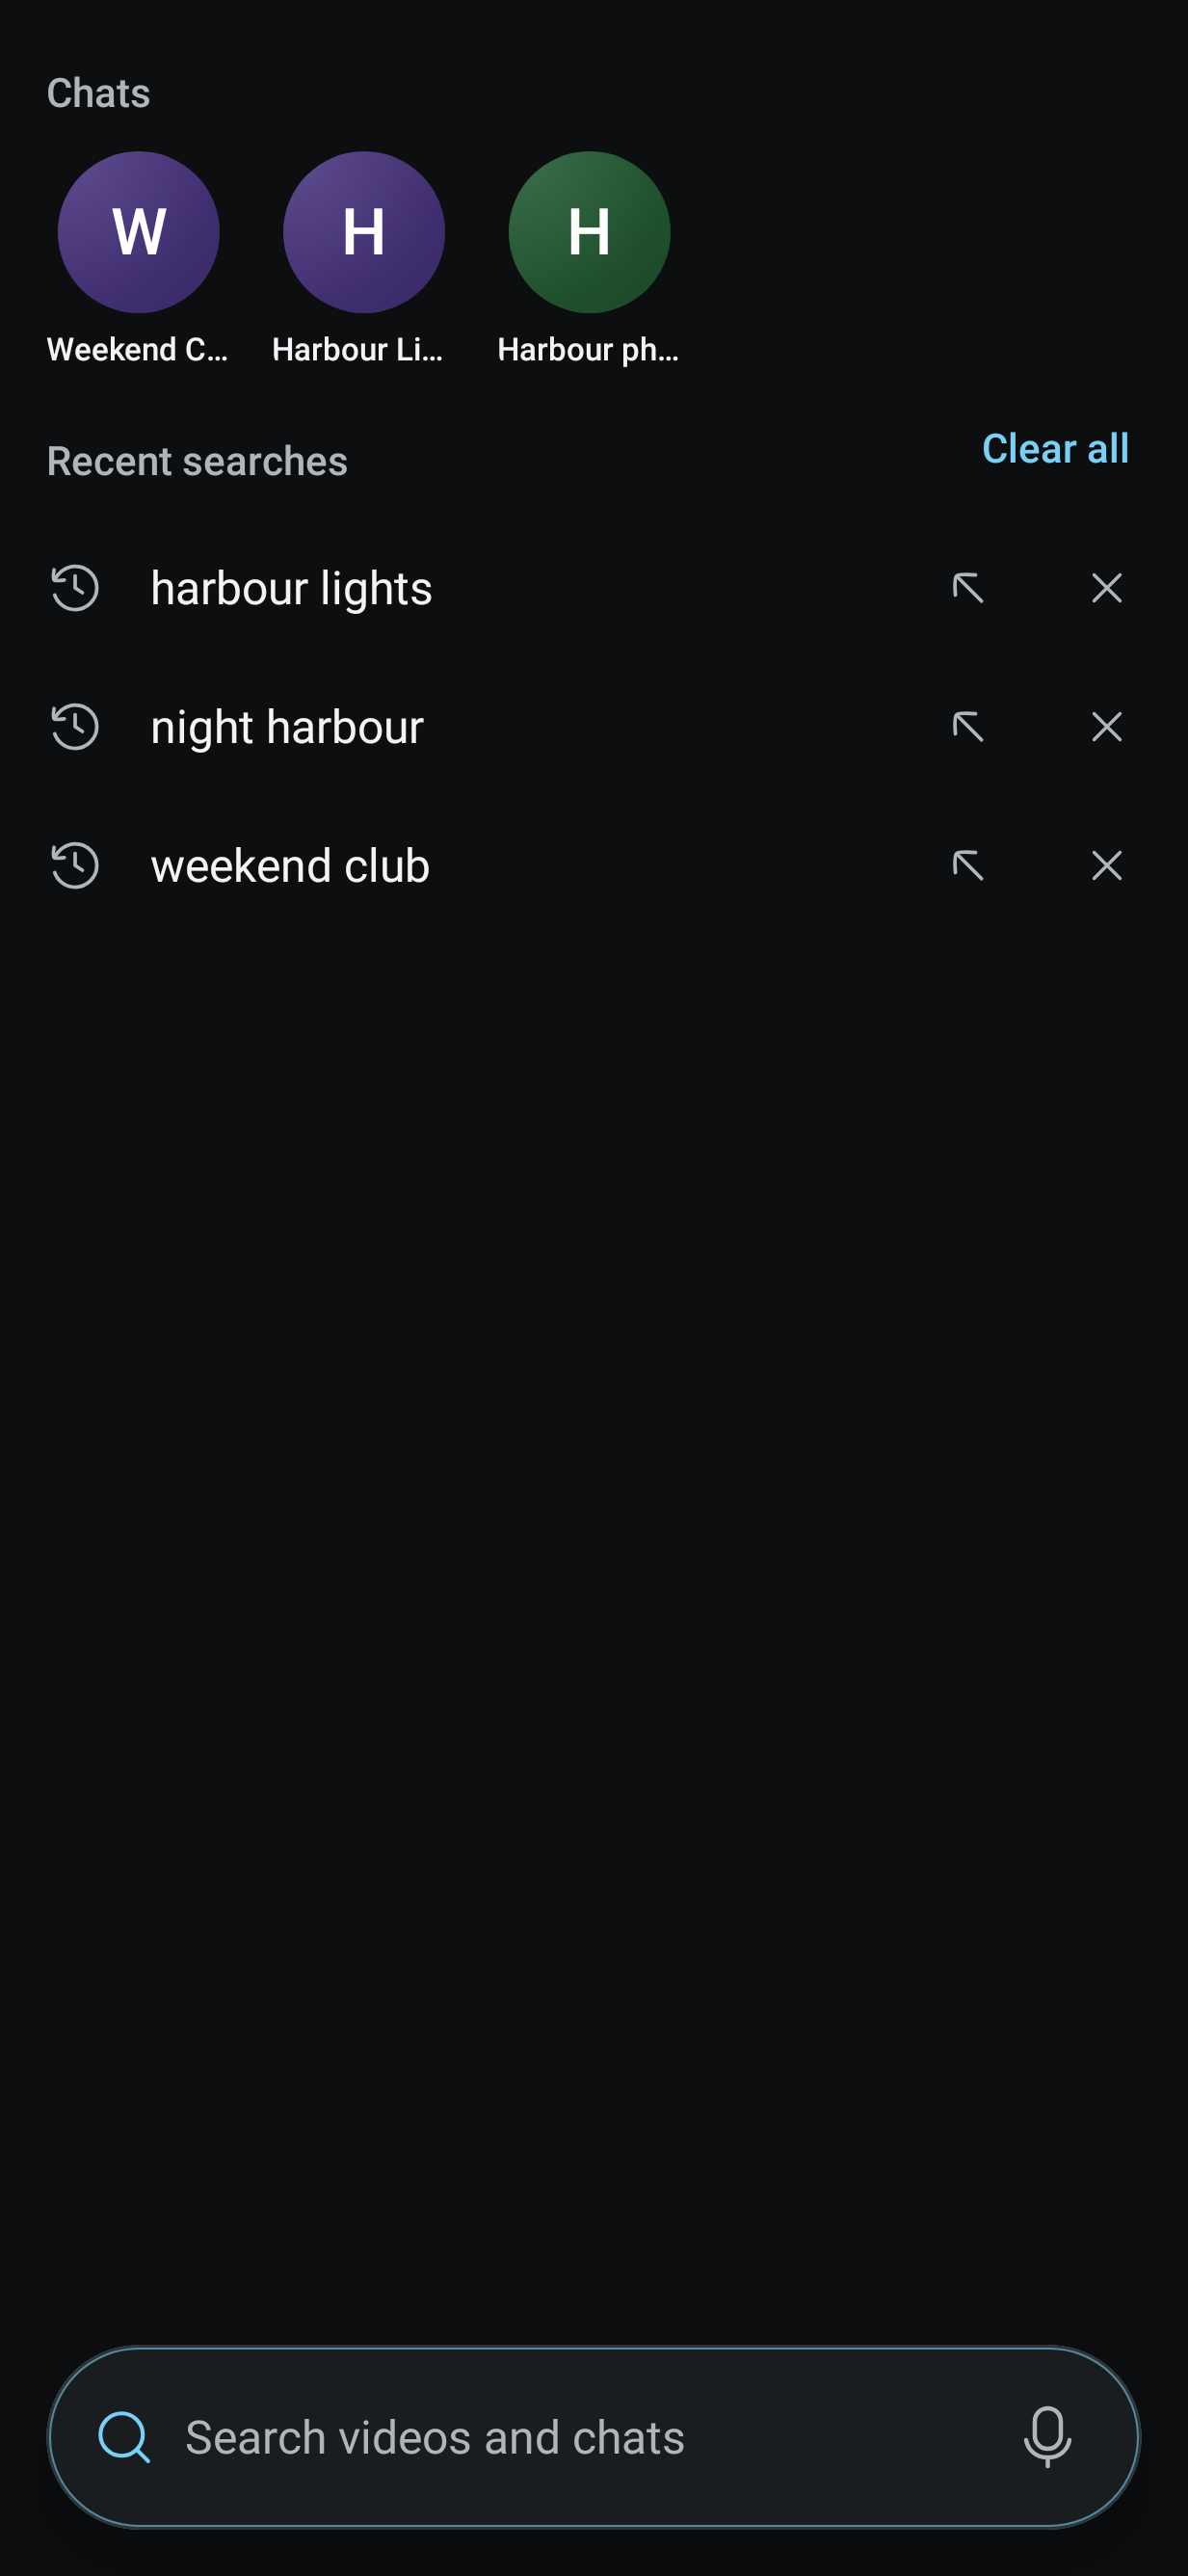 Chats
W
H
H
Weekend C...
Harbour Li...
Harbour ph...
Recent searches
Clear all
harbour lights
night harbour
weekend club
Search videos and chats